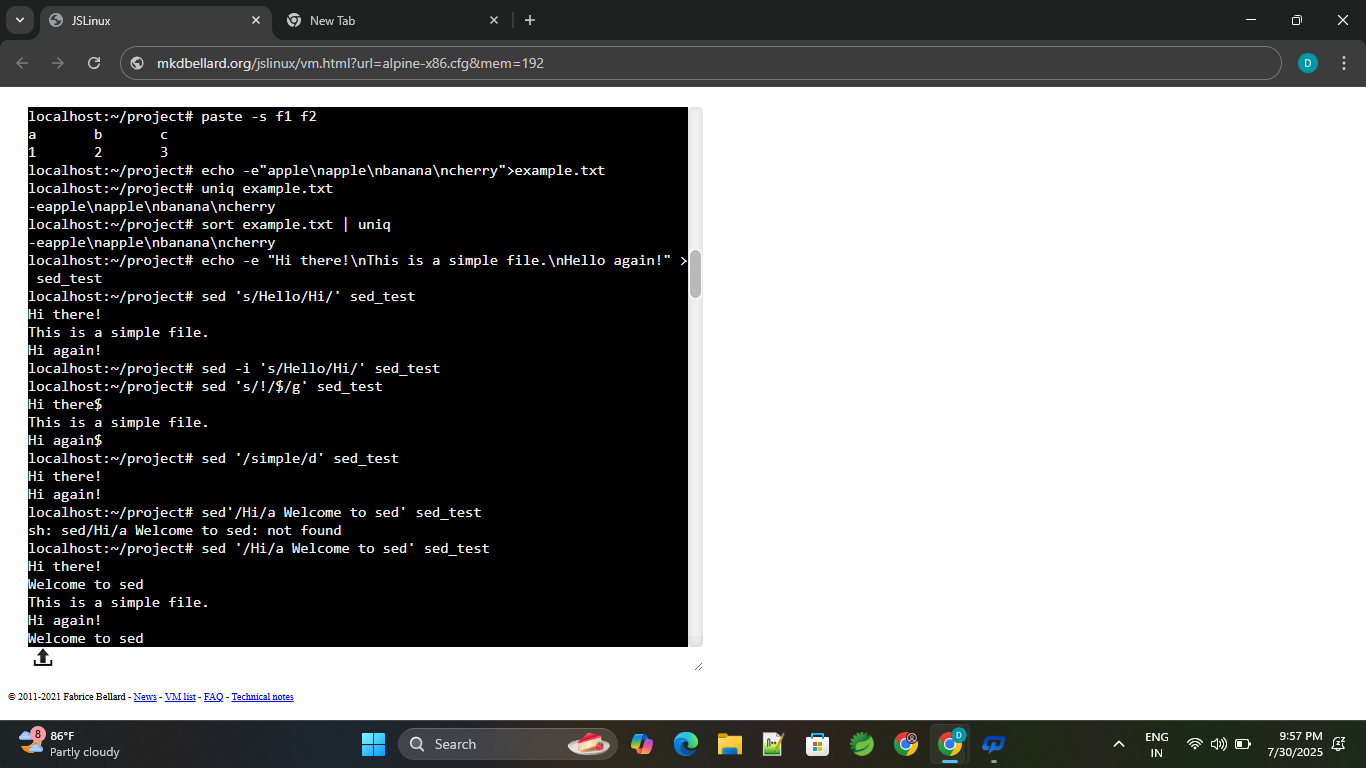 JSLinux
New Tab
mkdbellard.org/jslinux/vm.html?url=alpine-x86.cfg&mem=192
D
localhost:~/project# paste -s f1 f2
a b c
1 2 3
localhost:~/project# echo -e"apple\napple\nbanana\ncherry">example.txt
localhost:~/project# uniq example.txt
-eapple\napple\nbanana\ncherry
localhost:~/project# sort example.txt | uniq
-eapple\napple\nbanana\ncherry
localhost:~/project# echo -e "Hi there!\nThis is a simple file.\nHello again!" >
 sed_test
localhost:~/project# sed 's/Hello/Hi/' sed_test
Hi there!
This is a simple file.
Hi again!
localhost:~/project# sed -i 's/Hello/Hi/' sed_test
localhost:~/project# sed 's/!/$/g' sed_test
Hi there$
This is a simple file.
Hi again$
localhost:~/project# sed '/simple/d' sed_test
Hi there!
Hi again!
localhost:~/project# sed'/Hi/a Welcome to sed' sed_test
sh: sed/Hi/a Welcome to sed: not found
localhost:~/project# sed '/Hi/a Welcome to sed' sed_test
Hi there!
Welcome to sed
This is a simple file.
Hi again!
Welcome to sed
© 2011-2021 Fabrice Bellard - News - VM list - FAQ - Technical notes
8
86°F
Partly cloudy
Search
D
ENG
IN
9:57 PM
7/30/2025